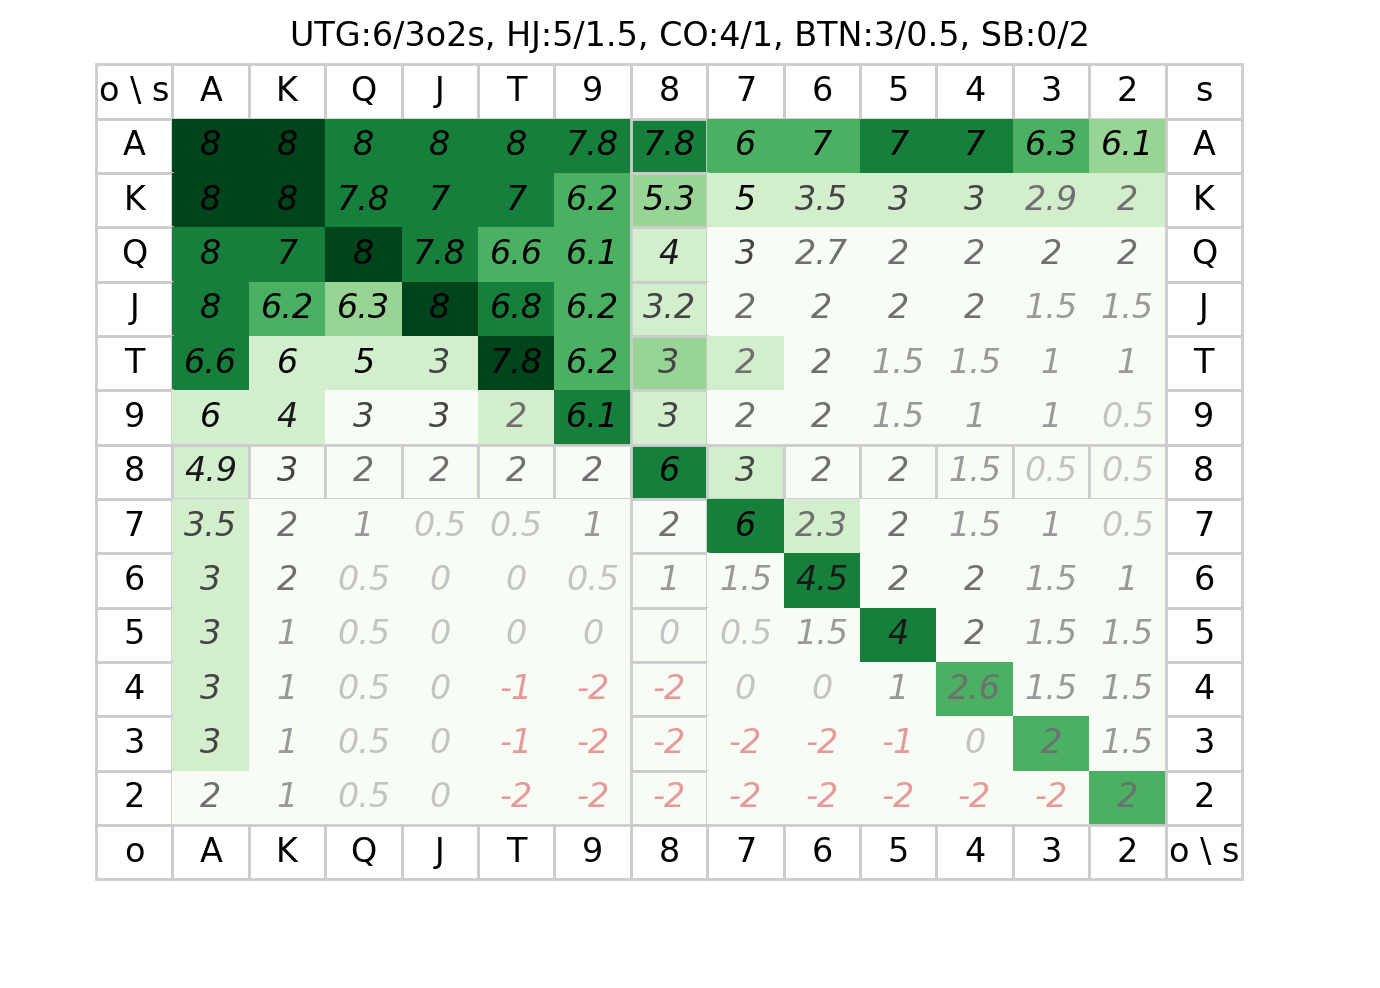 UTG:6/3o2s, HJ:5/1.5, CO:4/1, BTN:3/0.5, SB:0/2
o \ s A K Q J T 9 8 7 6 5 4 3 2 s
A 8 8 8 8 8 7.8 7.8 6 7 7 7 6.3 6.1 A
K 8 8 7.8 7 7 6.2 5.3 5 3.5 3 3 2.9 2 K
Q 8 7 8 7.8 6.6 6.1 4 3 2.7 2 2 2 2 Q
J 8 6.2 6.3 8 6.8 6.2 3.2 2 2 2 2 1.5 1.5 J
T 6.6 6 5 3 7.8 6.2 3 2 2 1.5 1.5 1 1 T
9 6 4 3 3 2 6.1 3 2 2 1.5 1 1 0.5 9
8 4.9 3 2 2 2 2 6 3 2 2 1.5 0.5 0.5 8
7 3.5 2 1 0.5 0.5 1 2 6 2.3 2 1.5 1 0.5 7
6 3 2 0.5 0 0 0.5 1 1.5 4.5 2 2 1.5 1 6
5 3 1 0.5 0 0 0 0 0.5 1.5 4 2 1.5 1.5 5
4 3 1 0.5 0 -1 -2 -2 0 0 1 2.6 1.5 1.5 4
3 3 1 0.5 0 -1 -2 -2 -2 -2 -1 0 2 1.5 3
2 2 1 0.5 0 -2 -2 -2 -2 -2 -2 -2 -2 2 2
o A K Q J T 9 8 7 6 5 4 3 2 o \ s